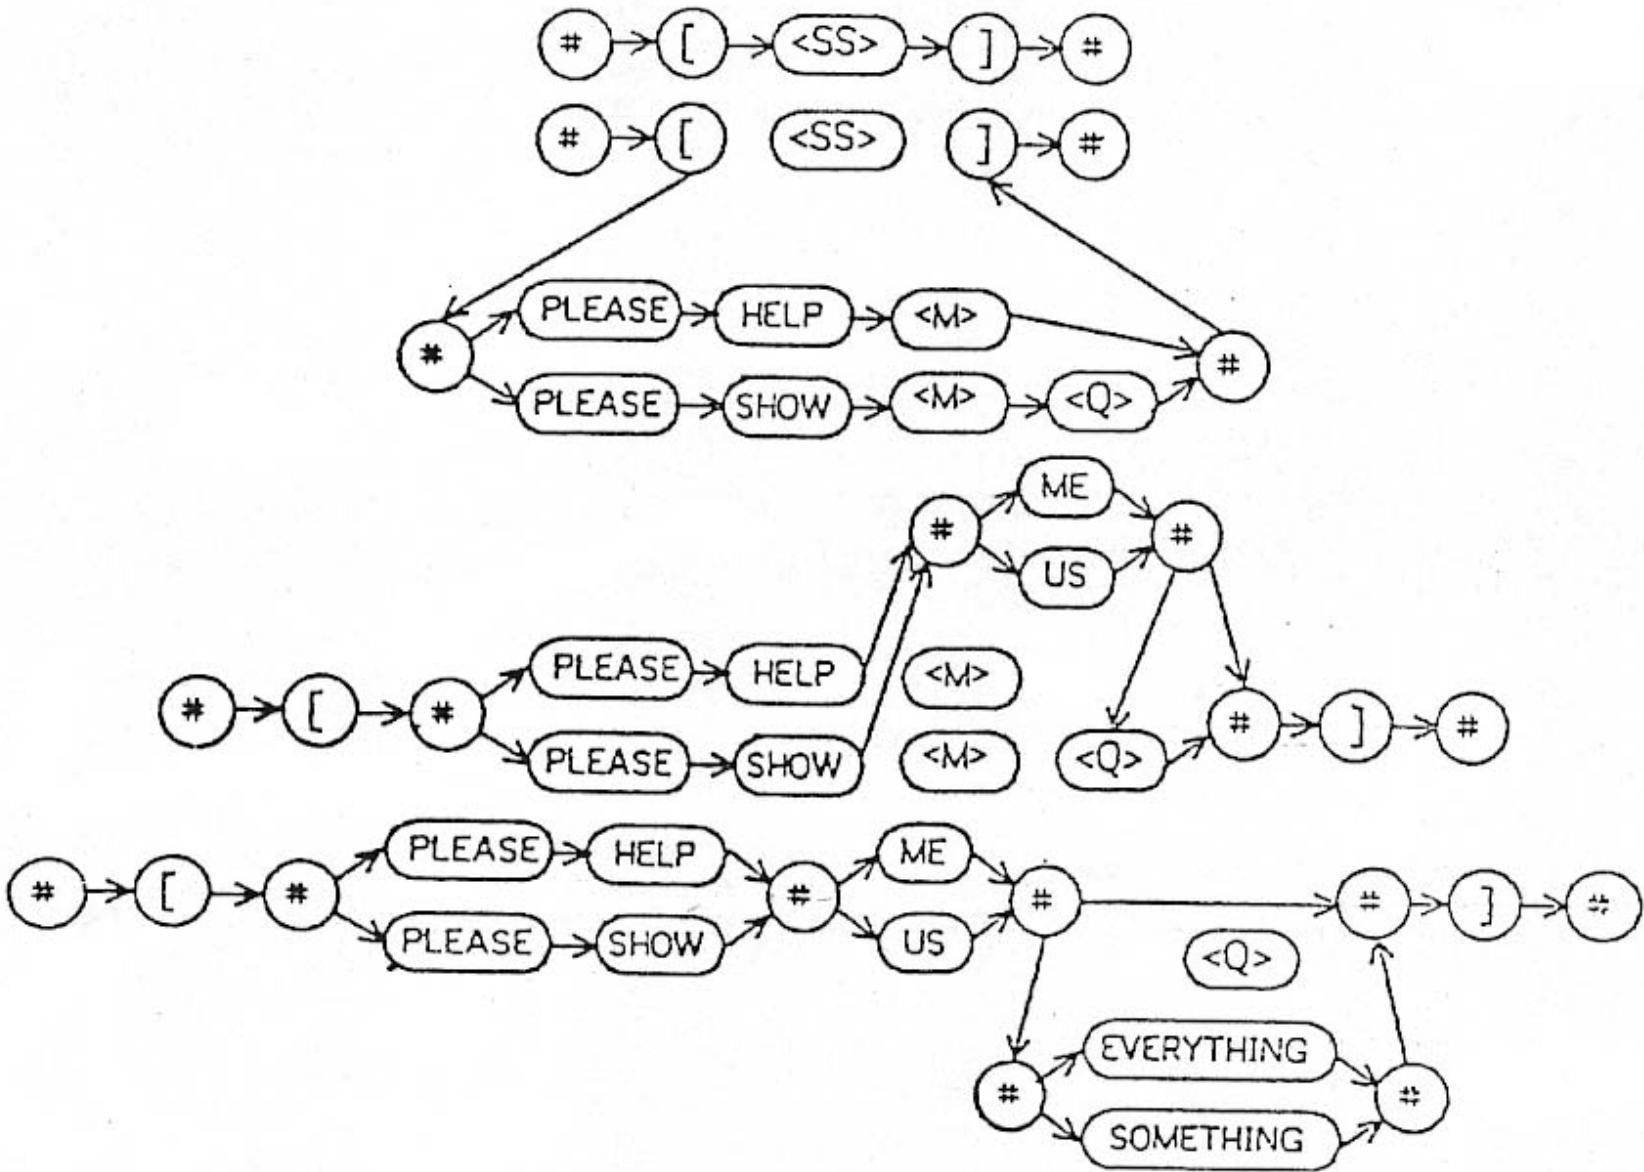 # [ <SS> ] #
# [ <SS> ] #
PLEASE HELP <M>
# #
PLEASE SHOW <M> <Q>
ME
# #
US
PLEASE HELP <M>
# [ # # ] #
PLEASE SHOW <M> <Q>
PLEASE HELP ME
# [ # # # # ] #
PLEASE SHOW US <Q>
EVERYTHING
# #
SOMETHING